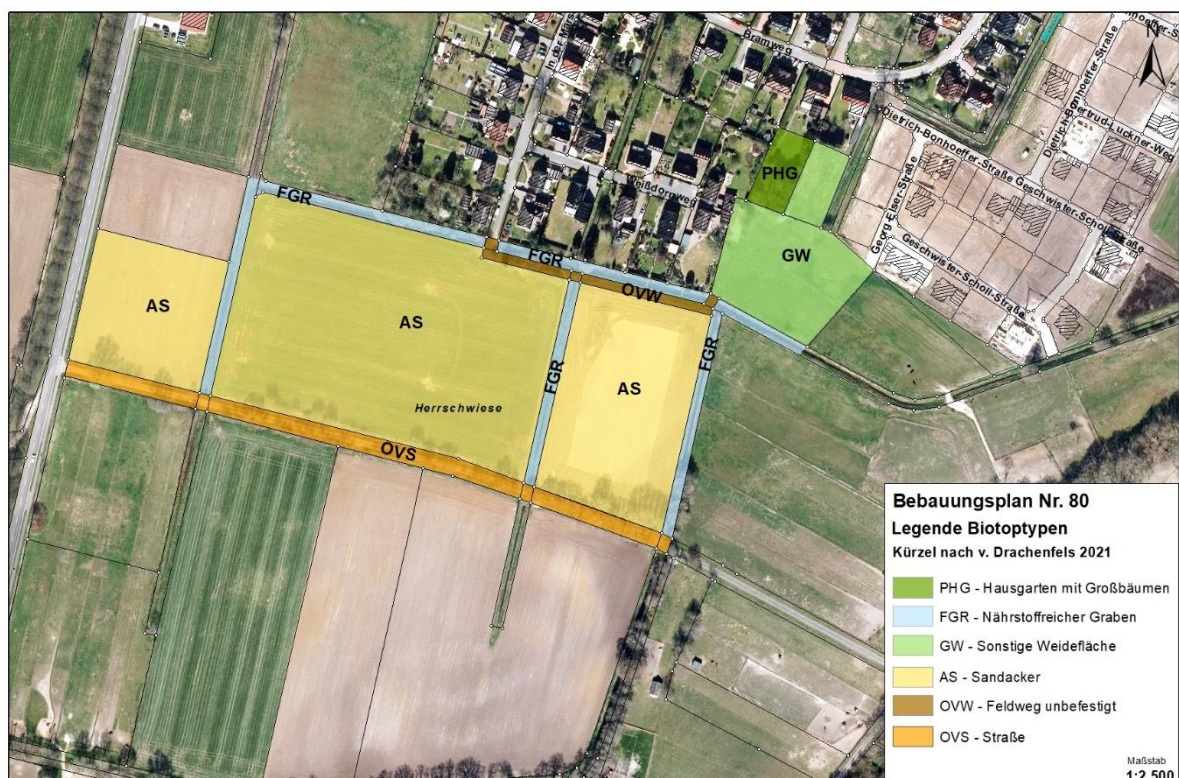 Bramweg
In der
N
Dietrich-Bonhoeffer-Straße
Gertrud-Luckner-Weg
Dietrich-Bonhoeffer-Straße
Geschwister-Scholl-Straße
Georg-Elser-Straße
Geschwister-Scholl-Straße
eißdornweg
PHG
FGR
FGR
GW
OVW
AS
AS
FGR
FGR
AS
Herrschwiese
OVS
Bebauungsplan Nr. 80
Legende Biotoptypen
Kürzel nach v. Drachenfels 2021
PHG - Hausgarten mit Großbäumen
FGR - Nährstoffreicher Graben
GW - Sonstige Weidefläche
AS - Sandacker
OVW - Feldweg unbefestigt
OVS - Straße
Maßstab
1:2.500